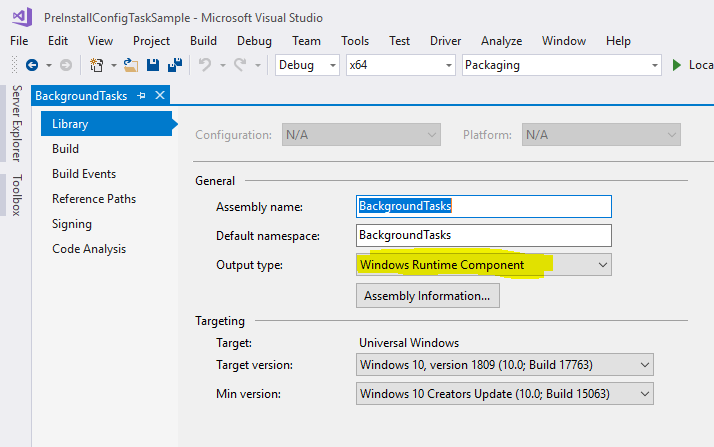 PreInstallConfigTaskSample - Microsoft Visual Studio
File Edit View Project Build Debug Team Tools Test Driver Analyze Window Help
Debug x64 Packaging Loca
Server Explorer
Toolbox
BackgroundTasks
Library
Build
Build Events
Reference Paths
Signing
Code Analysis
Configuration: N/A Platform: N/A
General
Assembly name: BackgroundTasks
Default namespace: BackgroundTasks
Output type: Windows Runtime Component
Assembly Information...
Targeting
Target: Universal Windows
Target version: Windows 10, version 1809 (10.0; Build 17763)
Min version: Windows 10 Creators Update (10.0; Build 15063)